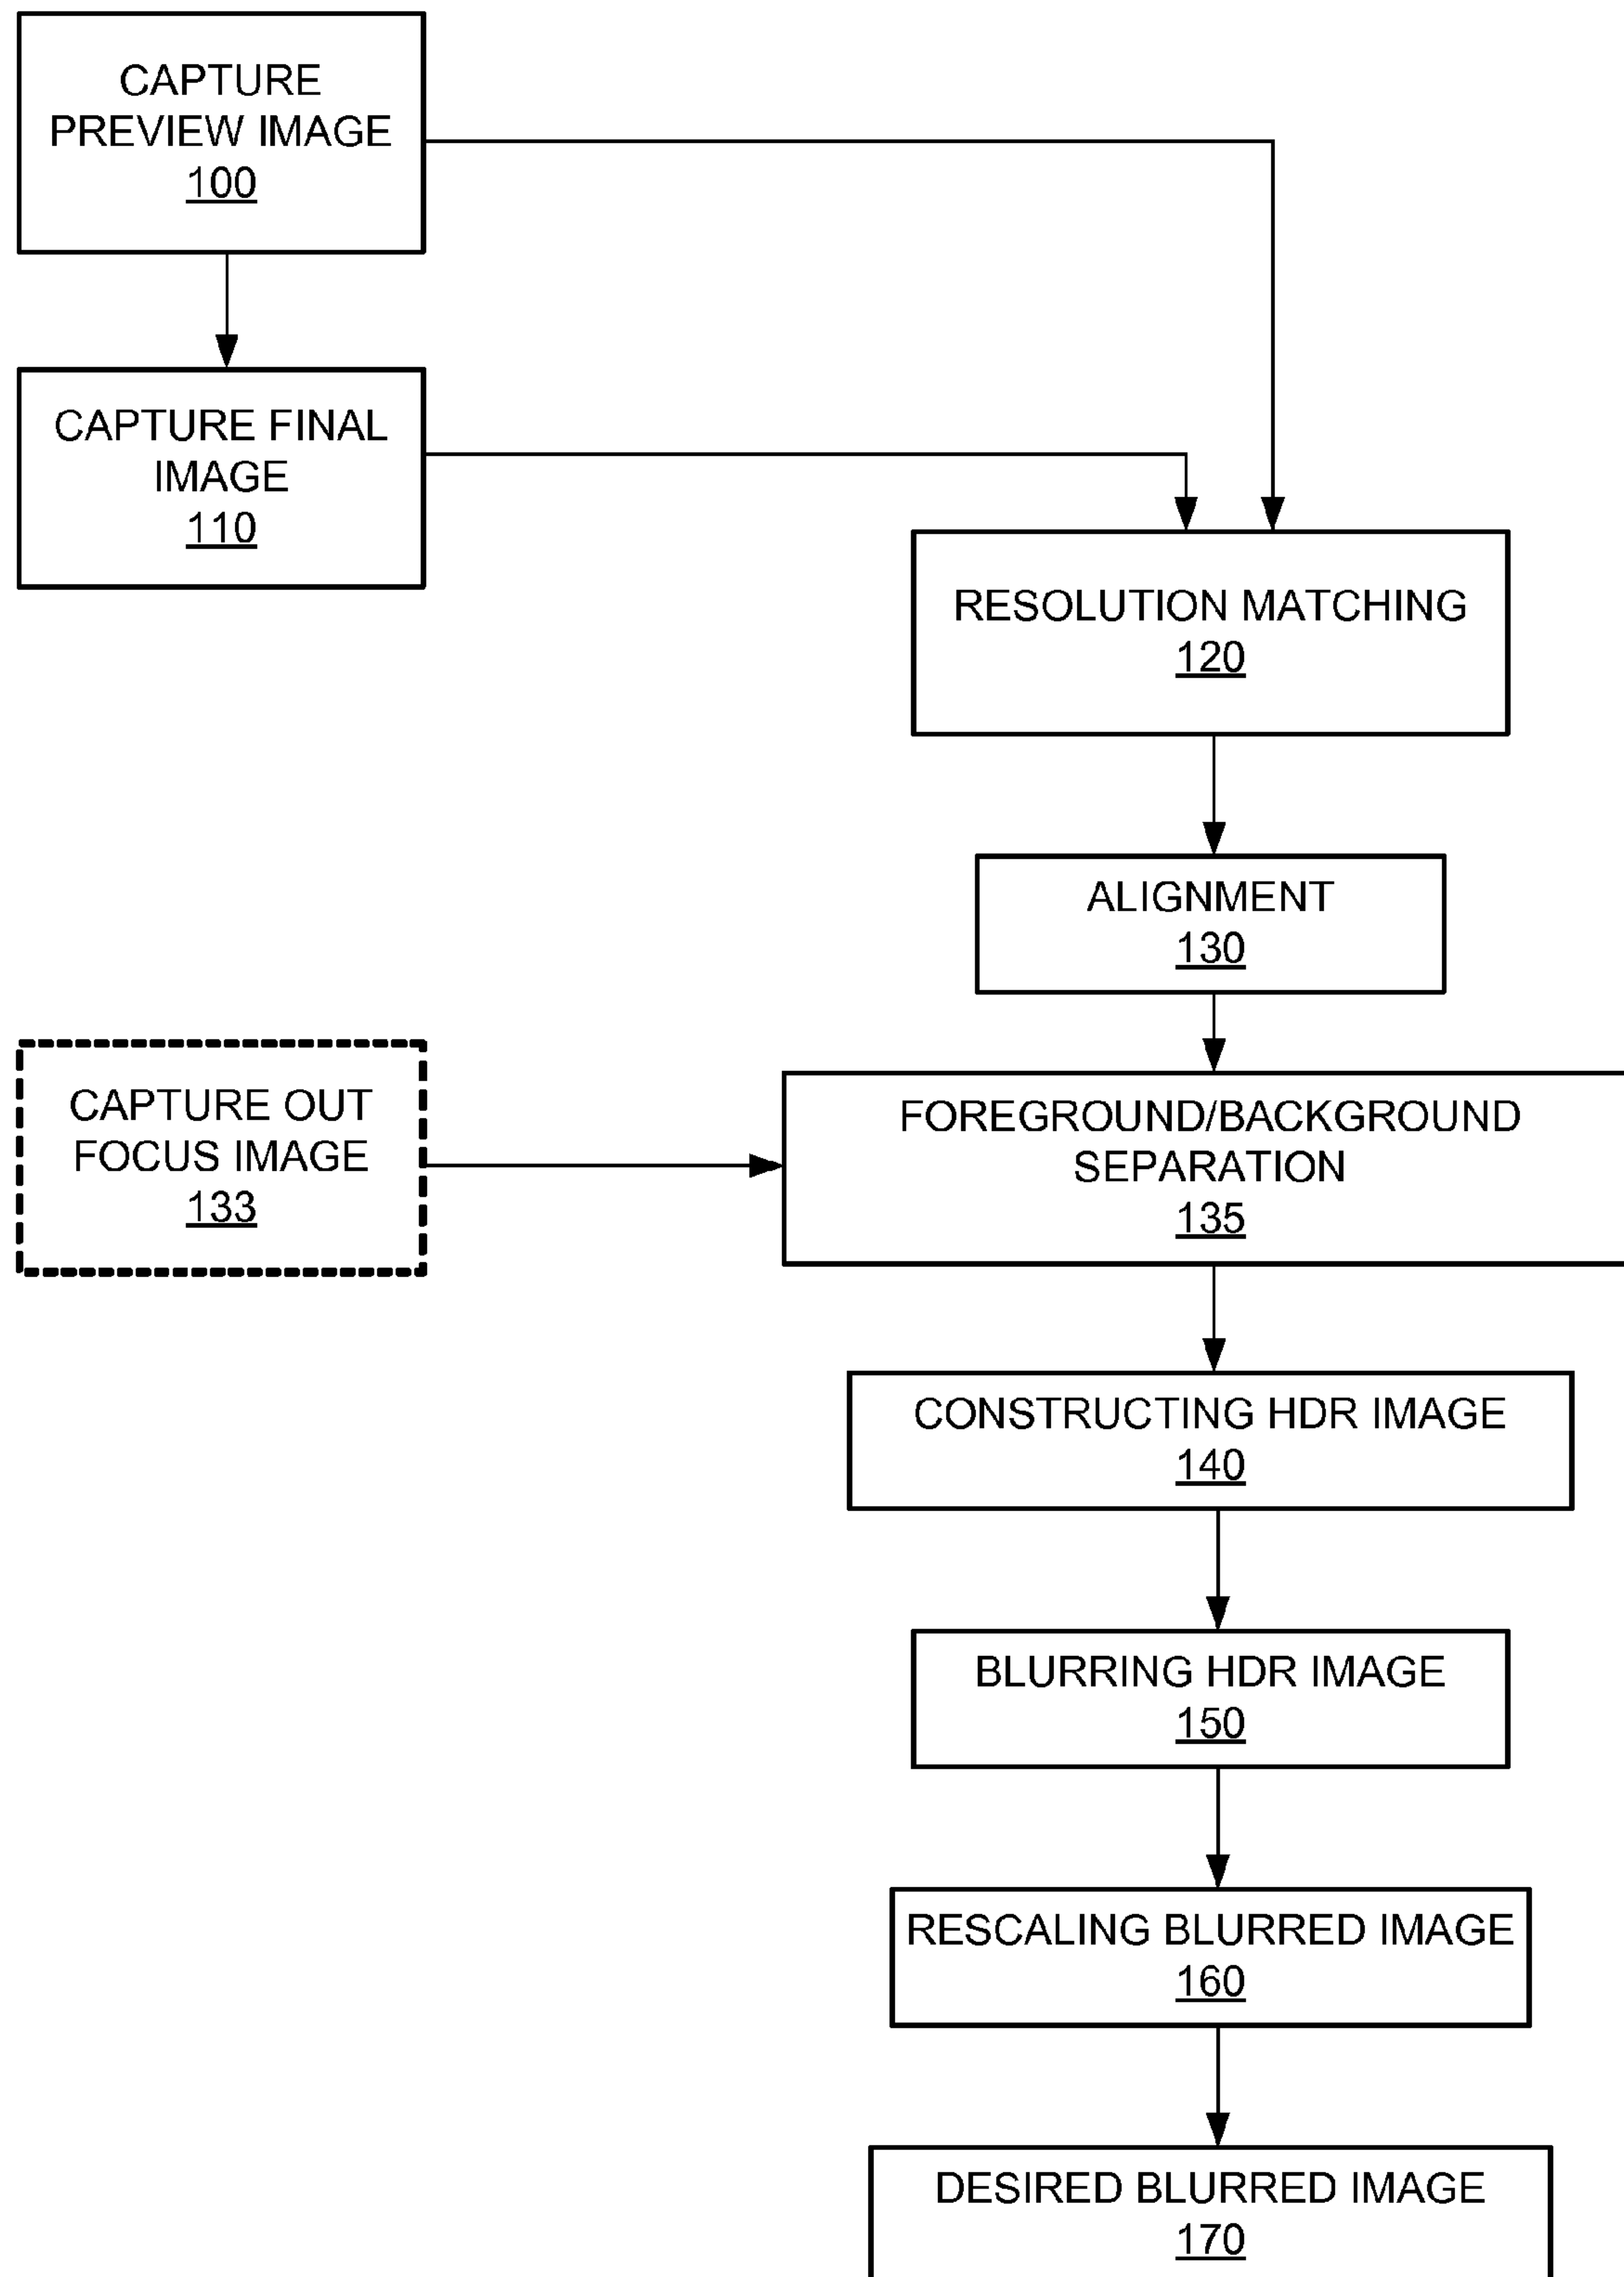 CAPTURE
PREVIEW IMAGE
100
CAPTURE FINAL
IMAGE
110
RESOLUTION MATCHING
120
ALIGNMENT
130
CAPTURE OUT
FOCUS IMAGE
133
FOREGROUND/BACKGROUND
SEPARATION
135
CONSTRUCTING HDR IMAGE
140
BLURRING HDR IMAGE
150
RESCALING BLURRED IMAGE
160
DESIRED BLURRED IMAGE
170